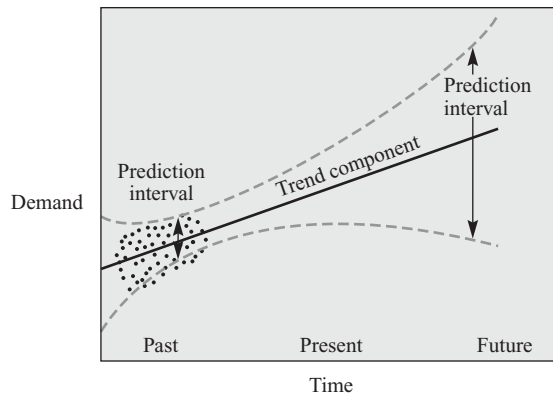 Prediction
interval
Prediction
interval
Trend component
Demand
Past
Present
Future
Time